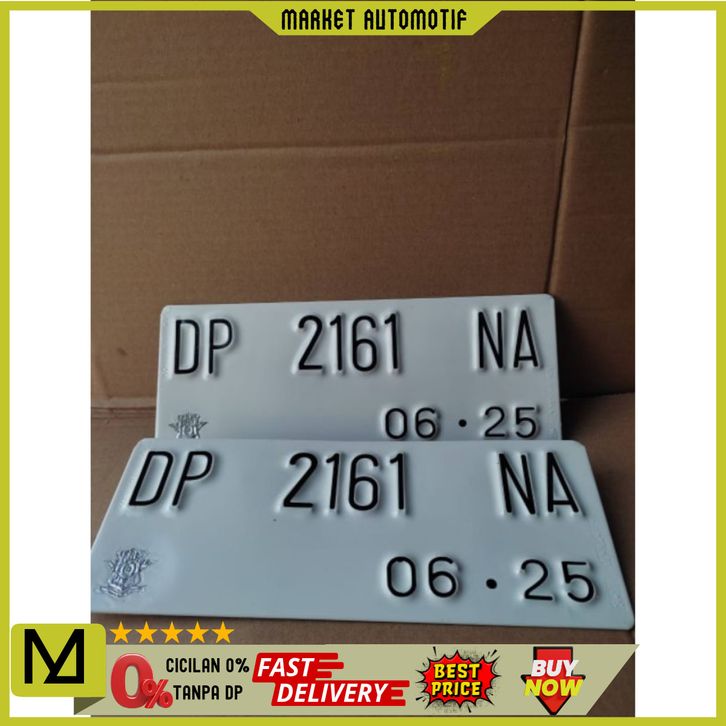 MARKET AUTOMOTIF
DP 2161 NA
06 · 25
DP 2161 NA
06 · 25
M
0%
CICILAN 0%
TANPA DP
FAST
DELIVERY
BEST
PRICE
BUY
NOW